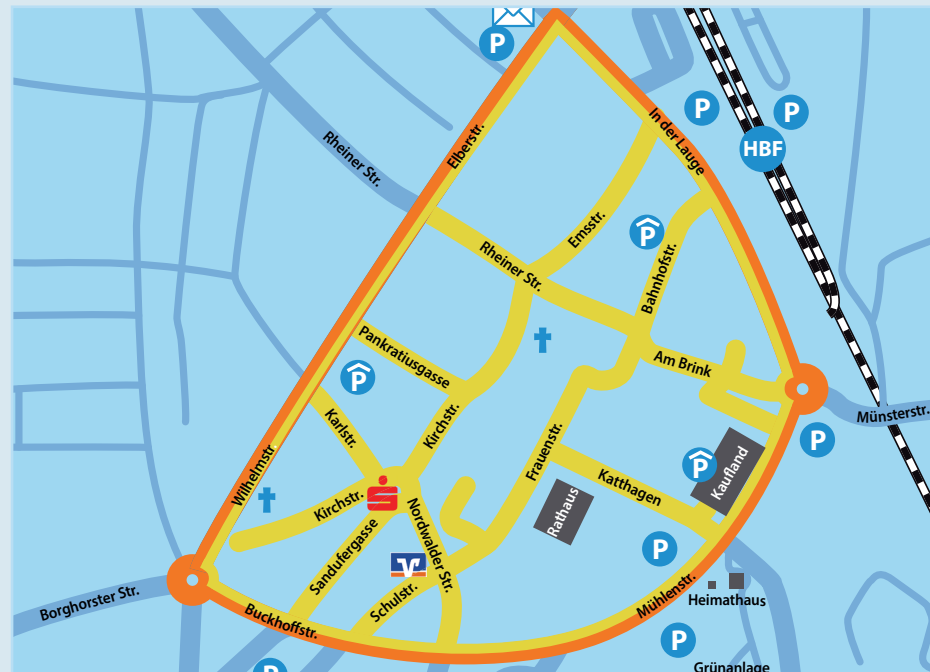 P
In der Lauge
P
P
HBF
Elberstr.
Rheiner Str.
Emsstr.
P
Rheiner Str.
Bahnhofstr.
Pankratiusgasse
P
Am Brink
Münsterstr.
P
Karlstr.
Kirchstr.
Frauenstr.
Kaufland
P
Wilhelmstr.
Katthagen
Kirchstr.
Rathaus
Nordwalder Str.
Sandufergasse
P
Schulstr.
Mühlenstr.
Heimathaus
Borghorster Str.
Buckhoffstr.
P
Grünanlage
P